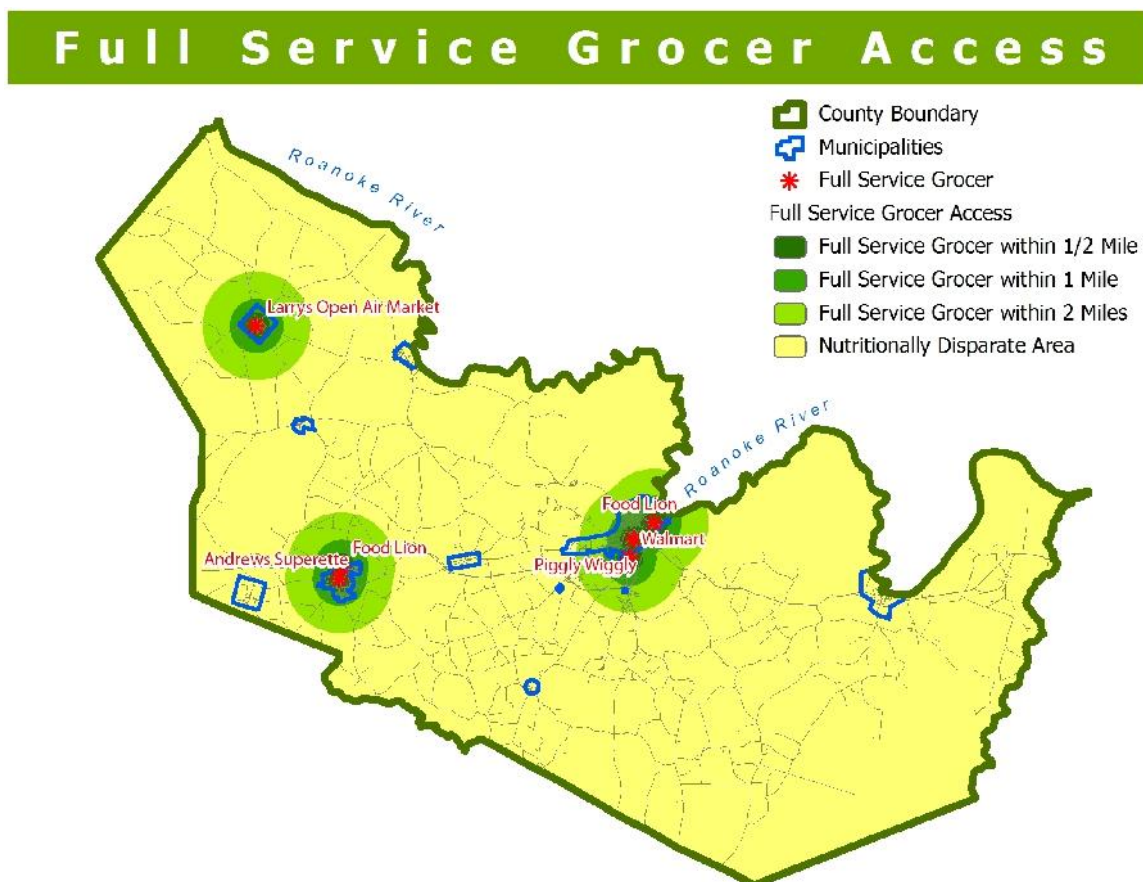 Full Service Grocer Access
County Boundary
Municipalities
Full Service Grocer
Full Service Grocer Access
Full Service Grocer within 1/2 Mile
Full Service Grocer within 1 Mile
Full Service Grocer within 2 Miles
Nutritionally Disparate Area
Roanoke River
Larrys Open Air Market
Roanoke River
Food Lion
Walmart
Piggly Wiggly
Food Lion
Andrews Superette